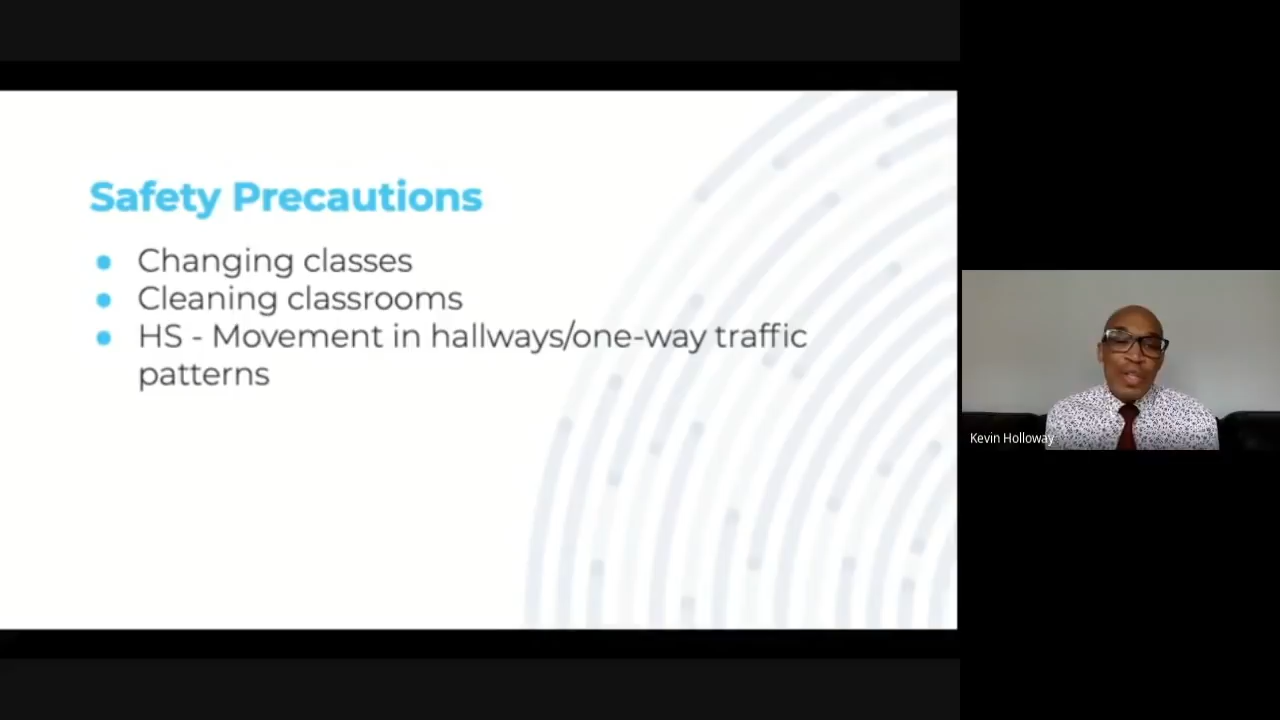 Safety Precautions
Changing classes
Cleaning classrooms
HS - Movement in hallways/one-way traffic
patterns
Kevin Holloway